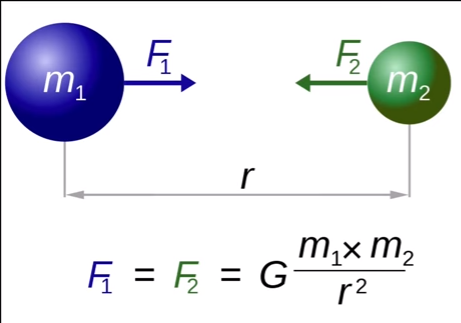 F₁ F₂
m₁ m₂
r
F₁ = F₂ = G m₁ × m₂ / r²